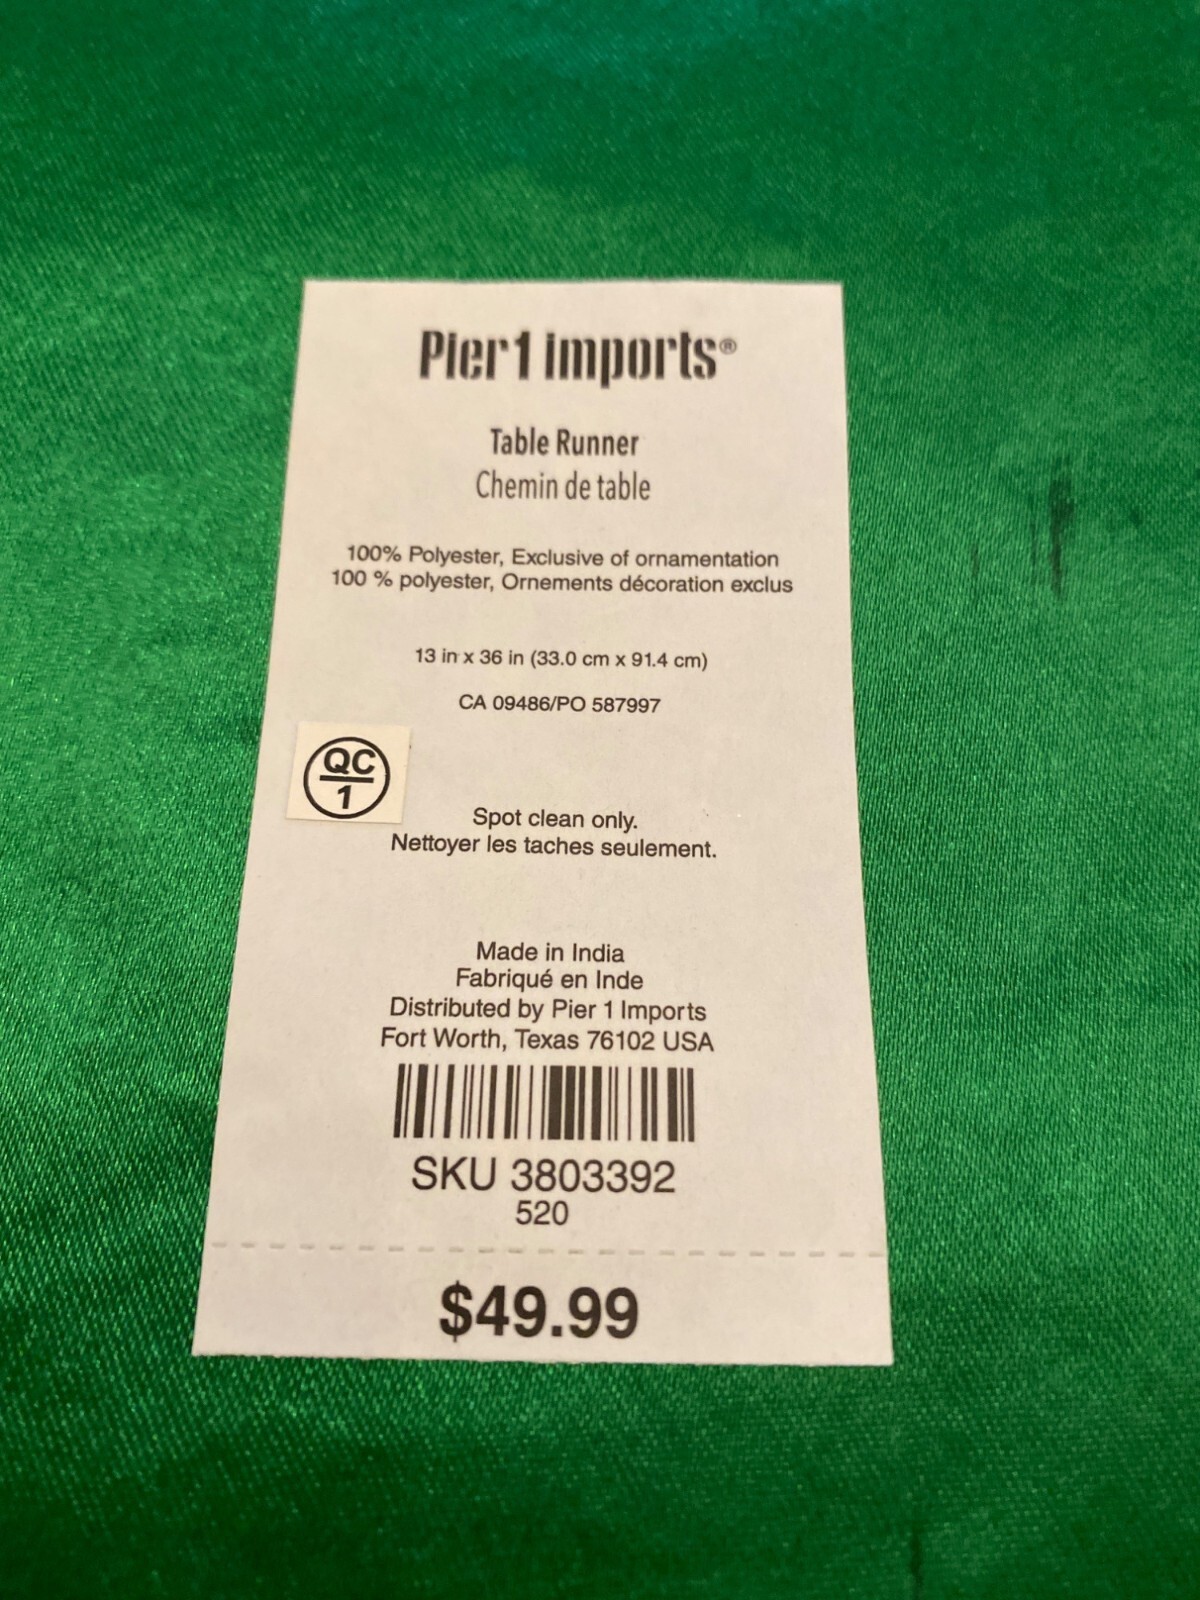 Pier1 imports®
Table Runner
Chemin de table
100% Polyester, Exclusive of ornamentation
100 % polyester, Ornements décoration exclus
13 in x 36 in (33.0 cm x 91.4 cm)
CA 09486/PO 587997
QC
1
Spot clean only.
Nettoyer les taches seulement.
Made in India
Fabriqué en Inde
Distributed by Pier 1 Imports
Fort Worth, Texas 76102 USA
SKU 3803392
520
$49.99